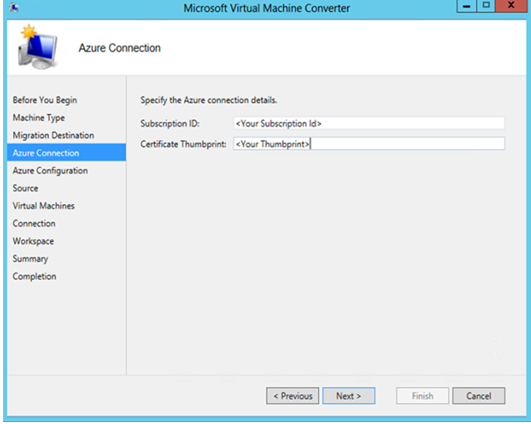 Microsoft Virtual Machine Converter
Azure Connection
Before You Begin
Machine Type
Migration Destination
Azure Connection
Azure Configuration
Source
Virtual Machines
Connection
Workspace
Summary
Completion
Specify the Azure connection details.
Subscription ID: <Your Subscription Id>
Certificate Thumbprint: <Your Thumbprint>
< Previous Next > Finish Cancel